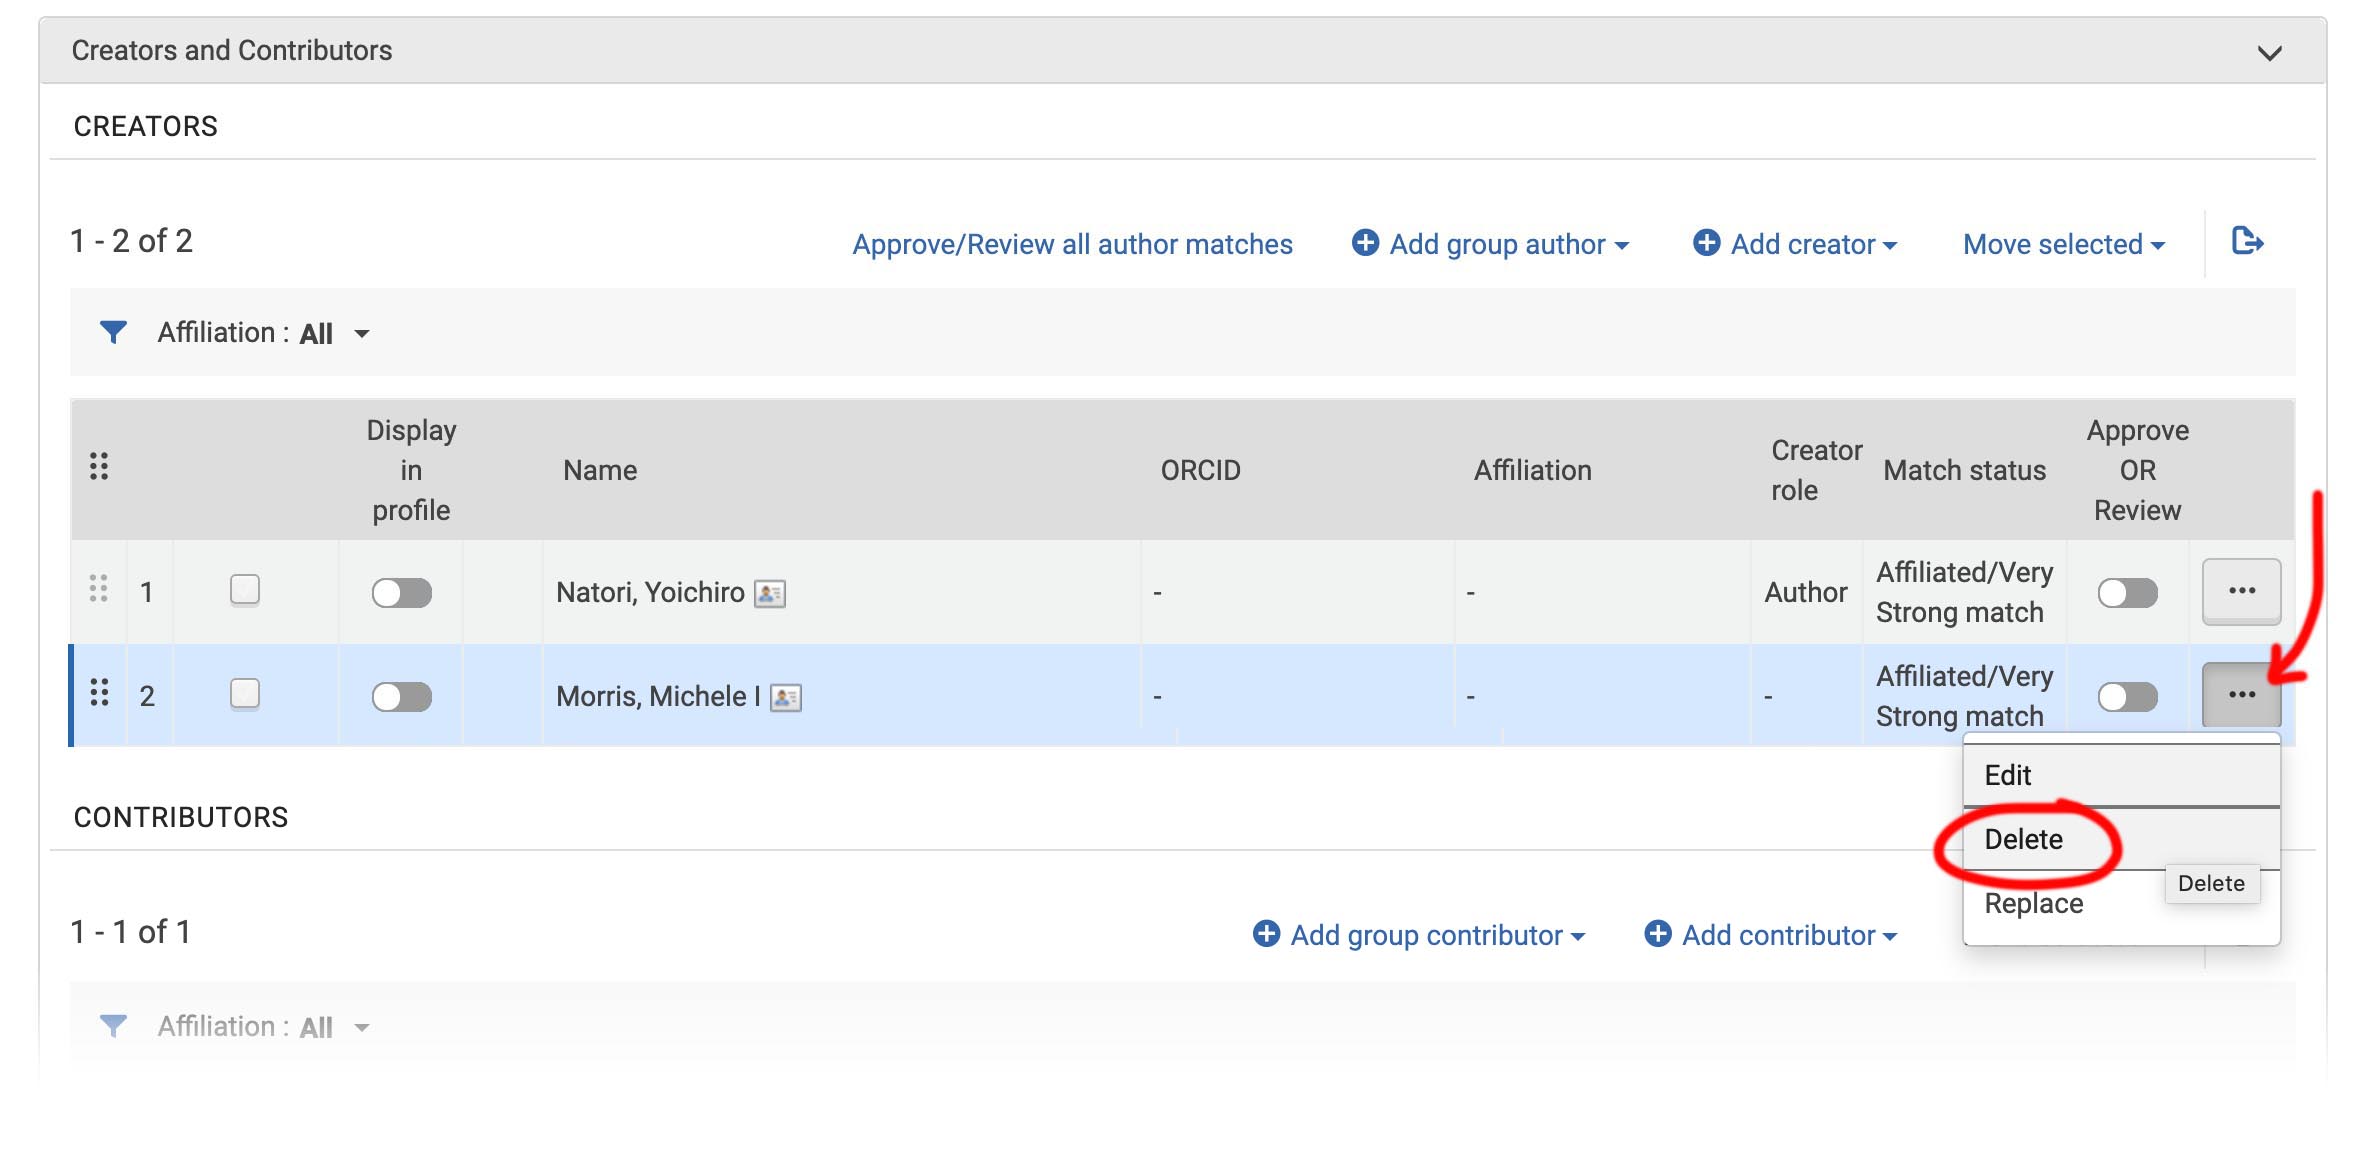 Creators and Contributors
CREATORS
1 - 2 of 2
Approve/Review all author matches
Add group author
Add creator
Move selected
Affiliation : All
Display in profile
Name
ORCID
Affiliation
Creator role
Match status
Approve OR Review
1
Natori, Yoichiro
-
-
Author
Affiliated/Very Strong match
...
2
Morris, Michele I
-
-
-
Affiliated/Very Strong match
...
Edit
Delete
Delete
Replace
CONTRIBUTORS
1 - 1 of 1
Add group contributor
Add contributor
Affiliation : All